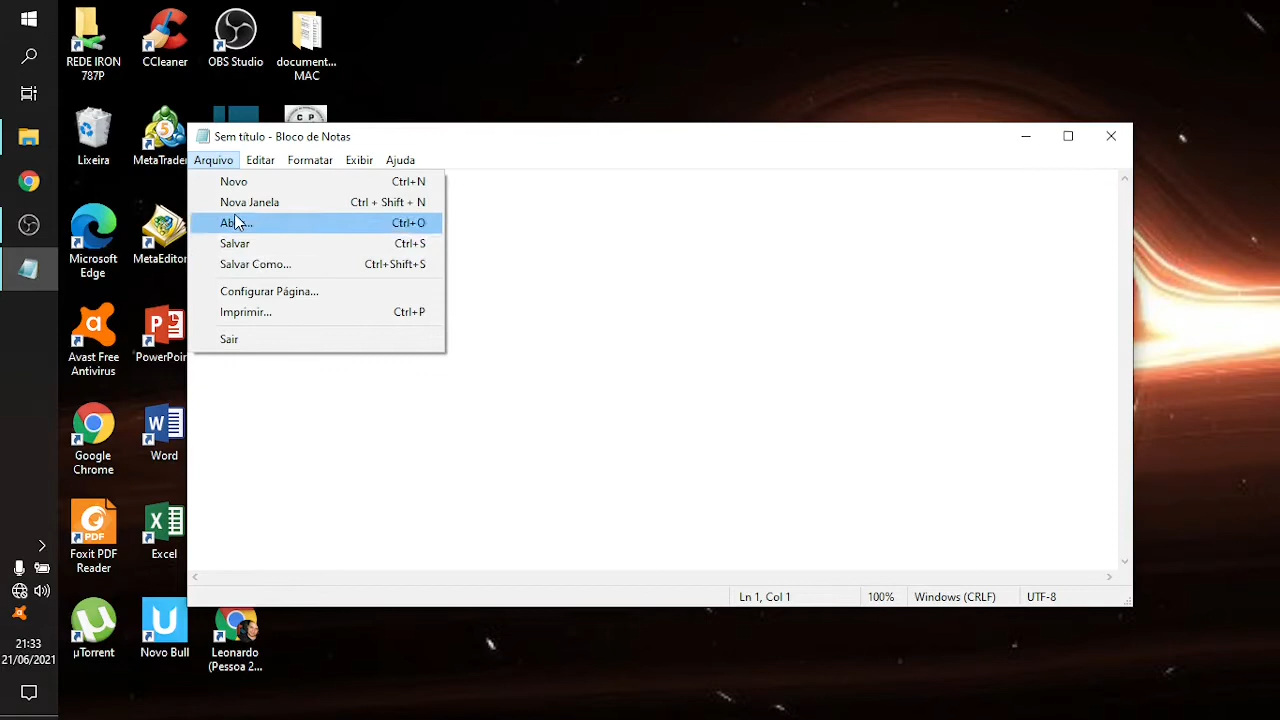 REDE IRON
787P
CCleaner
OBS Studio
document...
MAC
Lixeira
MetaTrader
5
C P
Sem título - Bloco de Notas
Arquivo
Editar
Formatar
Exibir
Ajuda
Novo
Ctrl+N
Nova Janela
Ctrl + Shift + N
Ctrl+O
Salvar
Ctrl+S
Salvar Como...
Ctrl+Shift+S
Configurar Página...
Imprimir...
Ctrl+P
Sair
Microsoft
Edge
MetaEditor
Avast Free
Antivirus
PowerPoin
Google
Chrome
Word
PDF
Foxit PDF
Reader
Excel
µTorrent
Novo Bull
Leonardo
(Pessoa 2...
Ln 1, Col 1
100%
Windows (CRLF)
UTF-8
21:33
21/06/2021